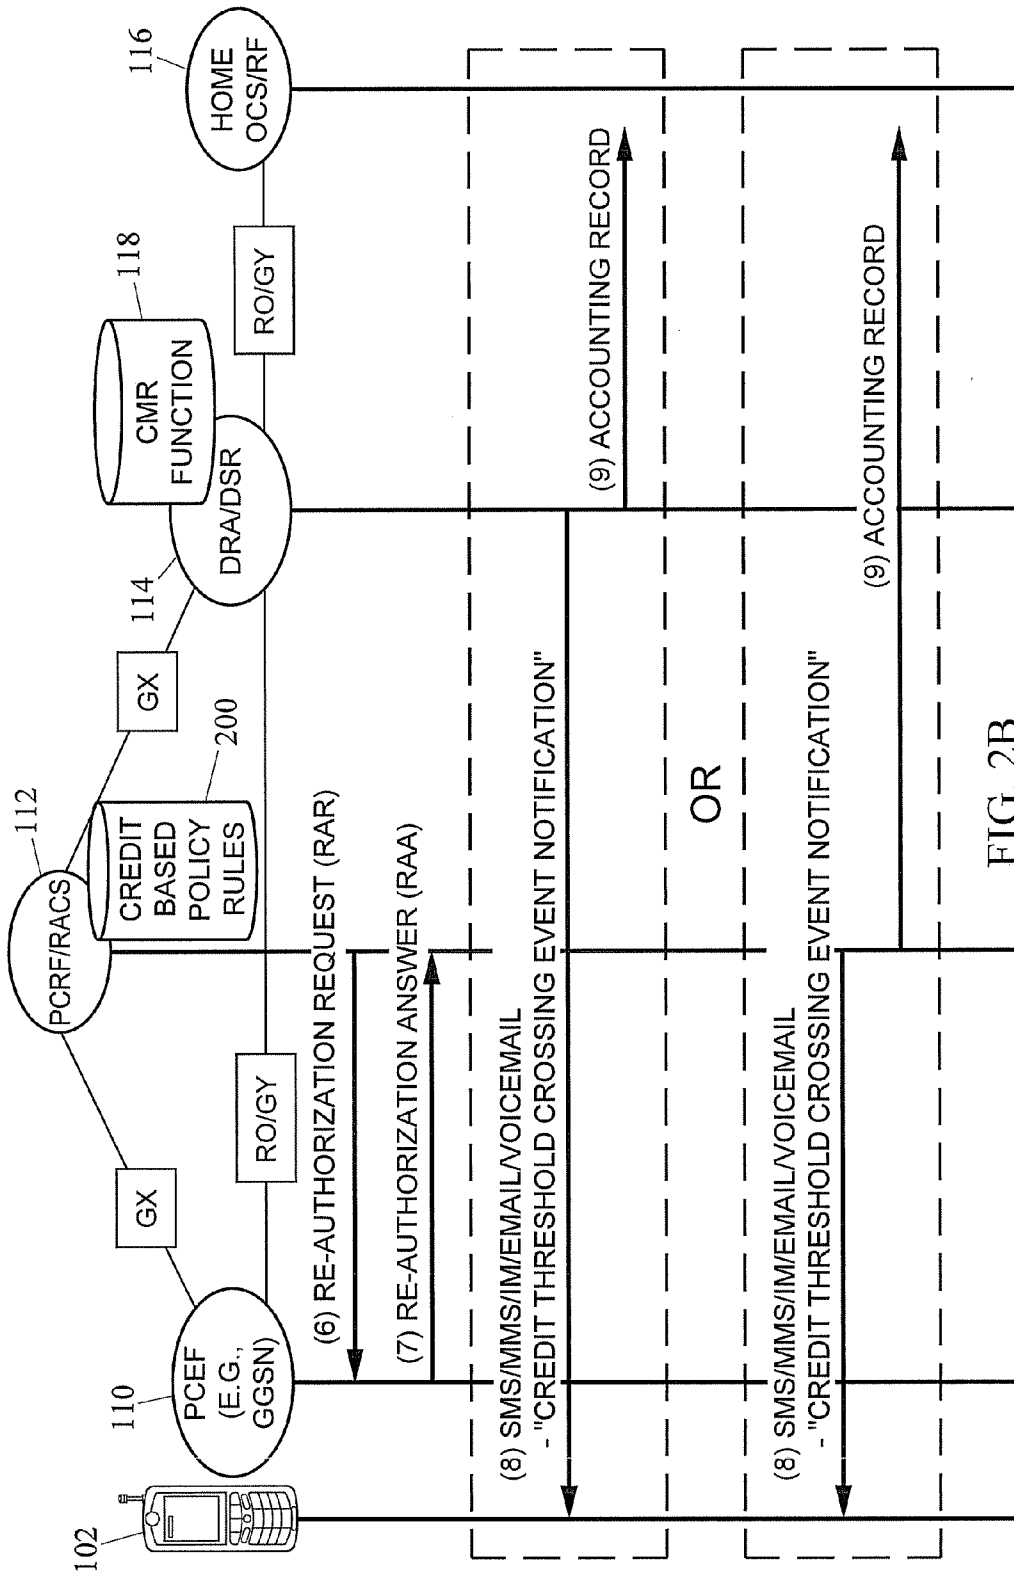 102
110
PCEF
(E.G.,
GGSN)
GX
RO/GY
112
PCRF/RACS
CREDIT
BASED
POLICY
RULES
200
GX
114
DRA/DSR
CMR
FUNCTION
118
RO/GY
116
HOME
OCS/RF
(6) RE-AUTHORIZATION REQUEST (RAR)
(7) RE-AUTHORIZATION ANSWER (RAA)
(8) SMS/MMS/IM/EMAIL/VOICEMAIL
- "CREDIT THRESHOLD CROSSING EVENT NOTIFICATION"
(9) ACCOUNTING RECORD
OR
(8) SMS/MMS/IM/EMAIL/VOICEMAIL
- "CREDIT THRESHOLD CROSSING EVENT NOTIFICATION"
(9) ACCOUNTING RECORD
FIG. 2B